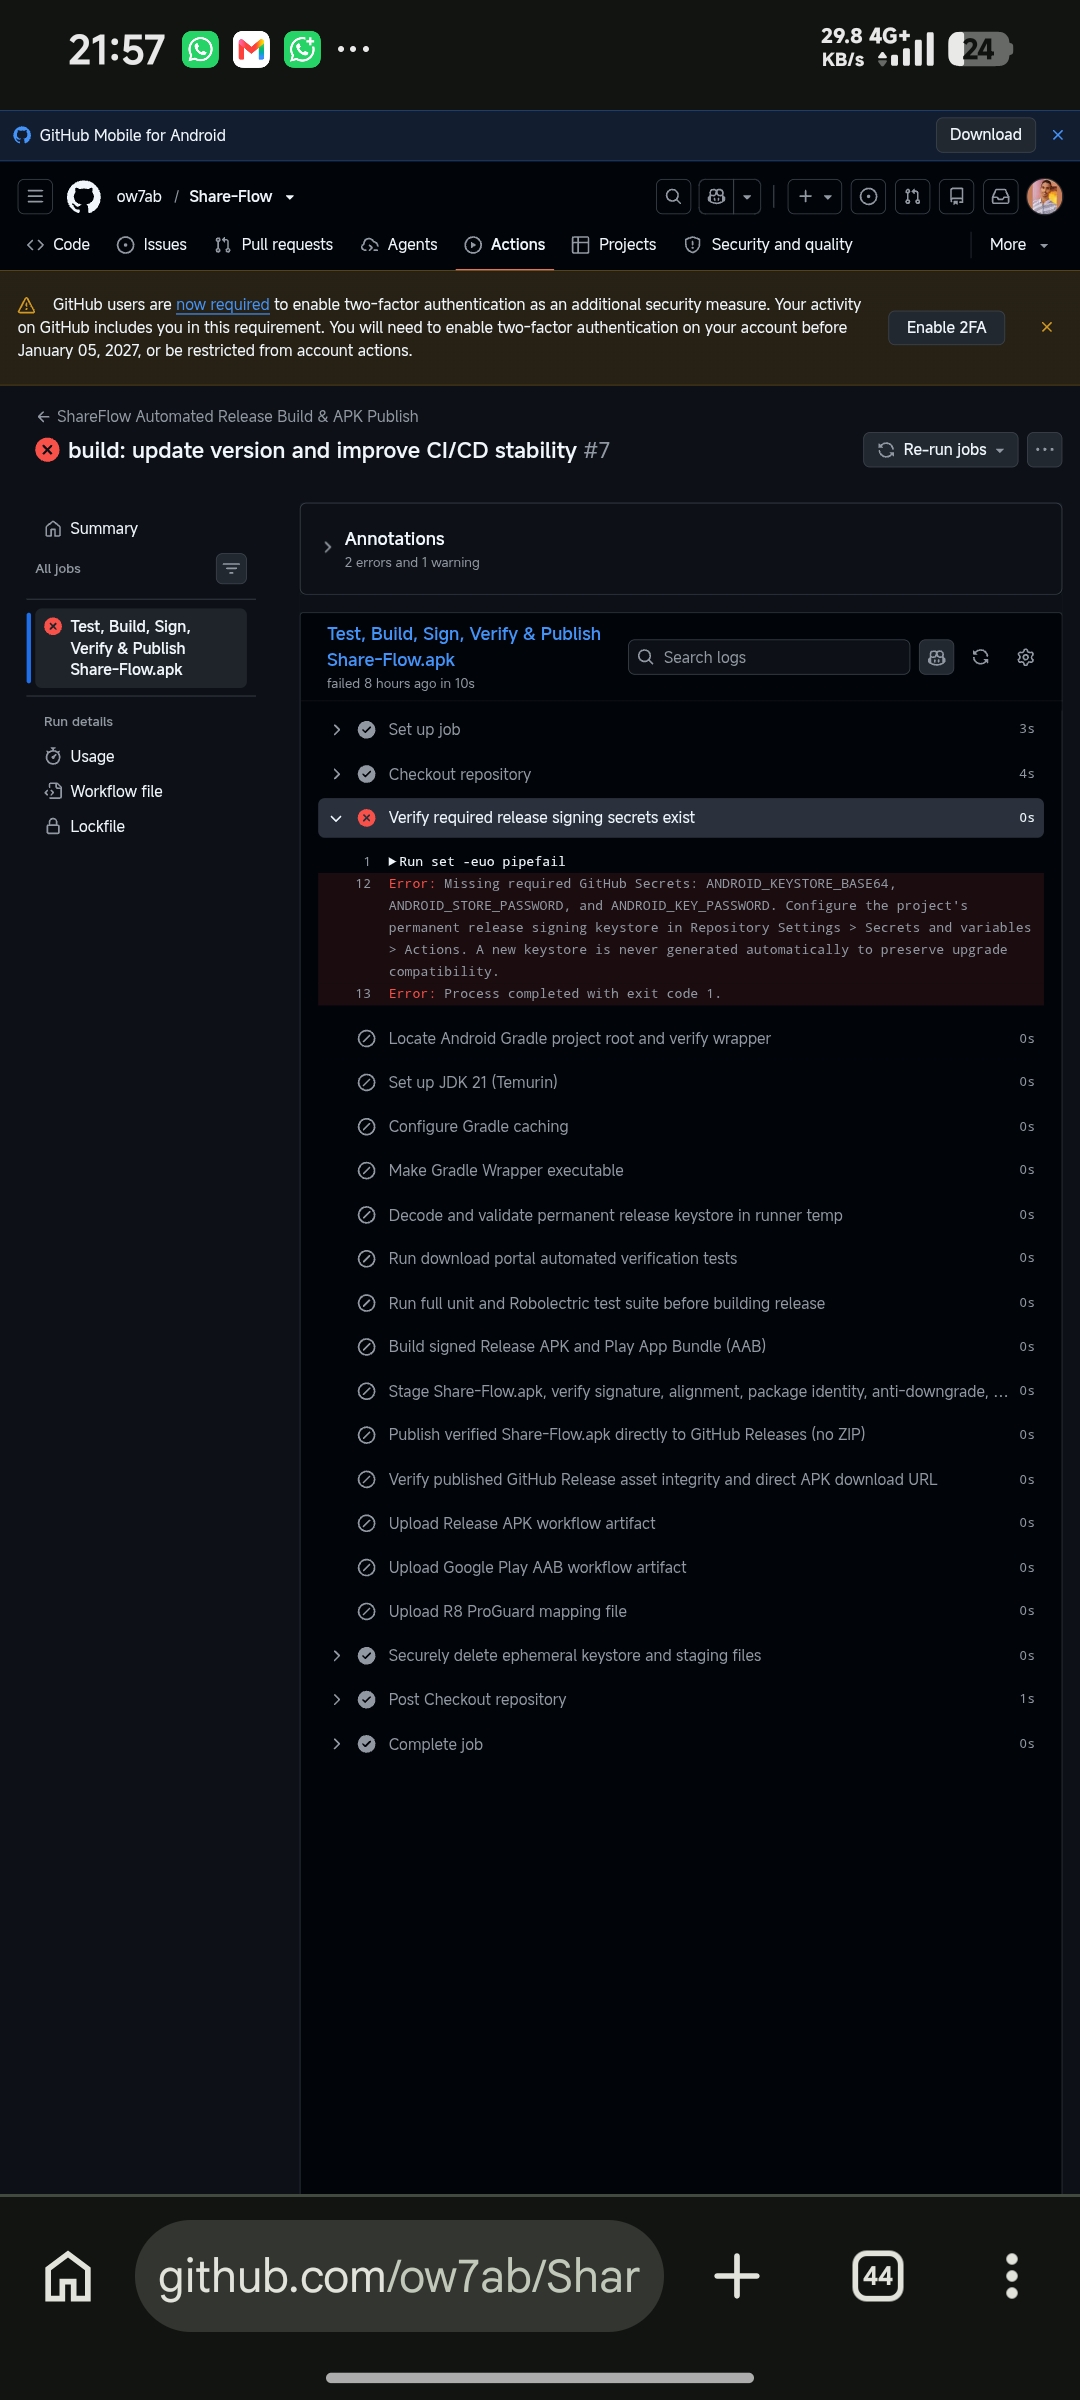 21:57
29.8 4G+
KB/s
24
GitHub Mobile for Android
Download
ow7ab / Share-Flow
Code
Issues
Pull requests
Agents
Actions
Projects
Security and quality
More
GitHub users are now required to enable two-factor authentication as an additional security measure. Your activity
on GitHub includes you in this requirement. You will need to enable two-factor authentication on your account before
January 05, 2027, or be restricted from account actions.
Enable 2FA
ShareFlow Automated Release Build & APK Publish
build: update version and improve CI/CD stability #7
Re-run jobs
Summary
All jobs
Test, Build, Sign,
Verify & Publish
Share-Flow.apk
Run details
Usage
Workflow file
Lockfile
Annotations
2 errors and 1 warning
Test, Build, Sign, Verify & Publish
Share-Flow.apk
failed 8 hours ago in 10s
Search logs
Set up job 3s
Checkout repository 4s
Verify required release signing secrets exist 0s
1 Run set -euo pipefail
12 Error: Missing required GitHub Secrets: ANDROID_KEYSTORE_BASE64,
ANDROID_STORE_PASSWORD, and ANDROID_KEY_PASSWORD. Configure the project's
permanent release signing keystore in Repository Settings > Secrets and variables
> Actions. A new keystore is never generated automatically to preserve upgrade
compatibility.
13 Error: Process completed with exit code 1.
Locate Android Gradle project root and verify wrapper 0s
Set up JDK 21 (Temurin) 0s
Configure Gradle caching 0s
Make Gradle Wrapper executable 0s
Decode and validate permanent release keystore in runner temp 0s
Run download portal automated verification tests 0s
Run full unit and Robolectric test suite before building release 0s
Build signed Release APK and Play App Bundle (AAB) 0s
Stage Share-Flow.apk, verify signature, alignment, package identity, anti-downgrade, ... 0s
Publish verified Share-Flow.apk directly to GitHub Releases (no ZIP) 0s
Verify published GitHub Release asset integrity and direct APK download URL 0s
Upload Release APK workflow artifact 0s
Upload Google Play AAB workflow artifact 0s
Upload R8 ProGuard mapping file 0s
Securely delete ephemeral keystore and staging files 0s
Post Checkout repository 1s
Complete job 0s
github.com/ow7ab/Shar
44